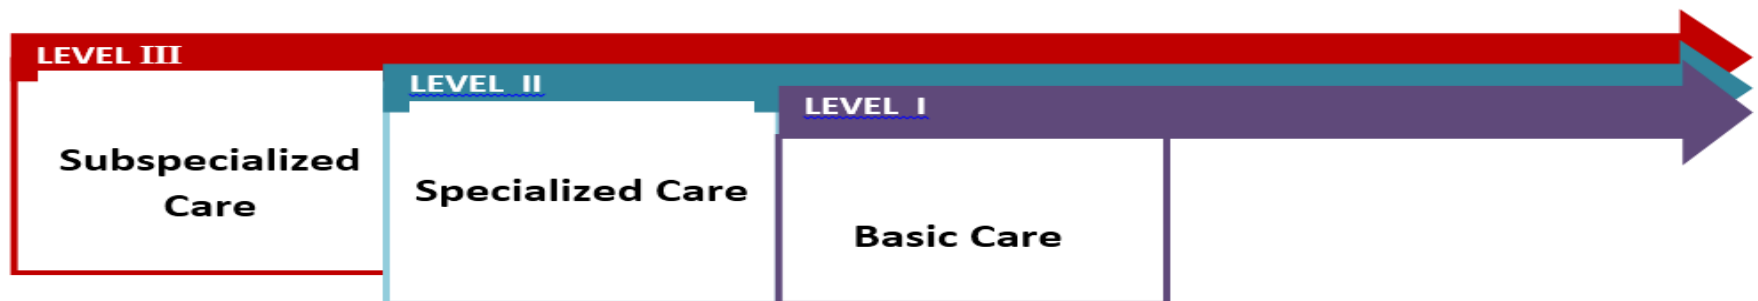 LEVEL III
Subspecialized
Care
LEVEL  II
Specialized Care
LEVEL  I
Basic Care